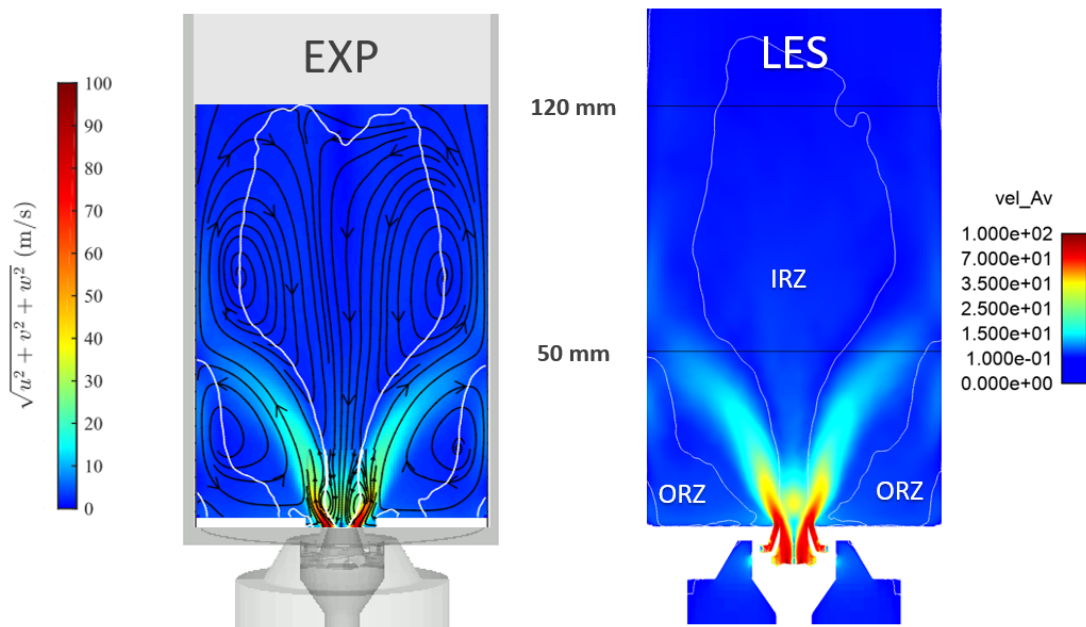 EXP
100
90
80
70
60
50
40
30
20
10
0
√u² + v² + w² (m/s)
120 mm
50 mm
LES
IRZ
ORZ
ORZ
vel_Av
1.000e+02
7.000e+01
3.500e+01
2.500e+01
1.500e+01
1.000e-01
0.000e+00